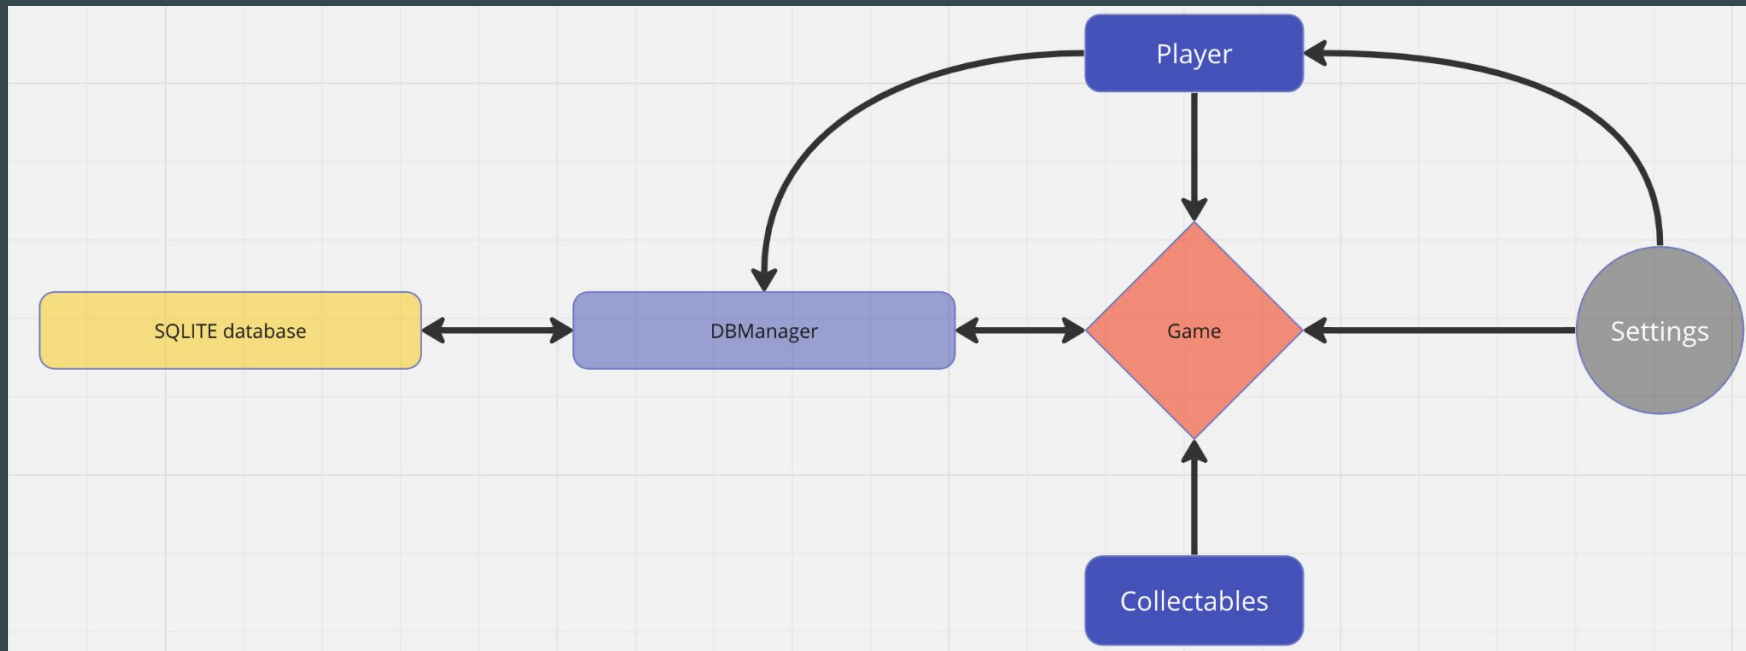 Player
SQLITE database
DBManager
Game
Settings
Collectables